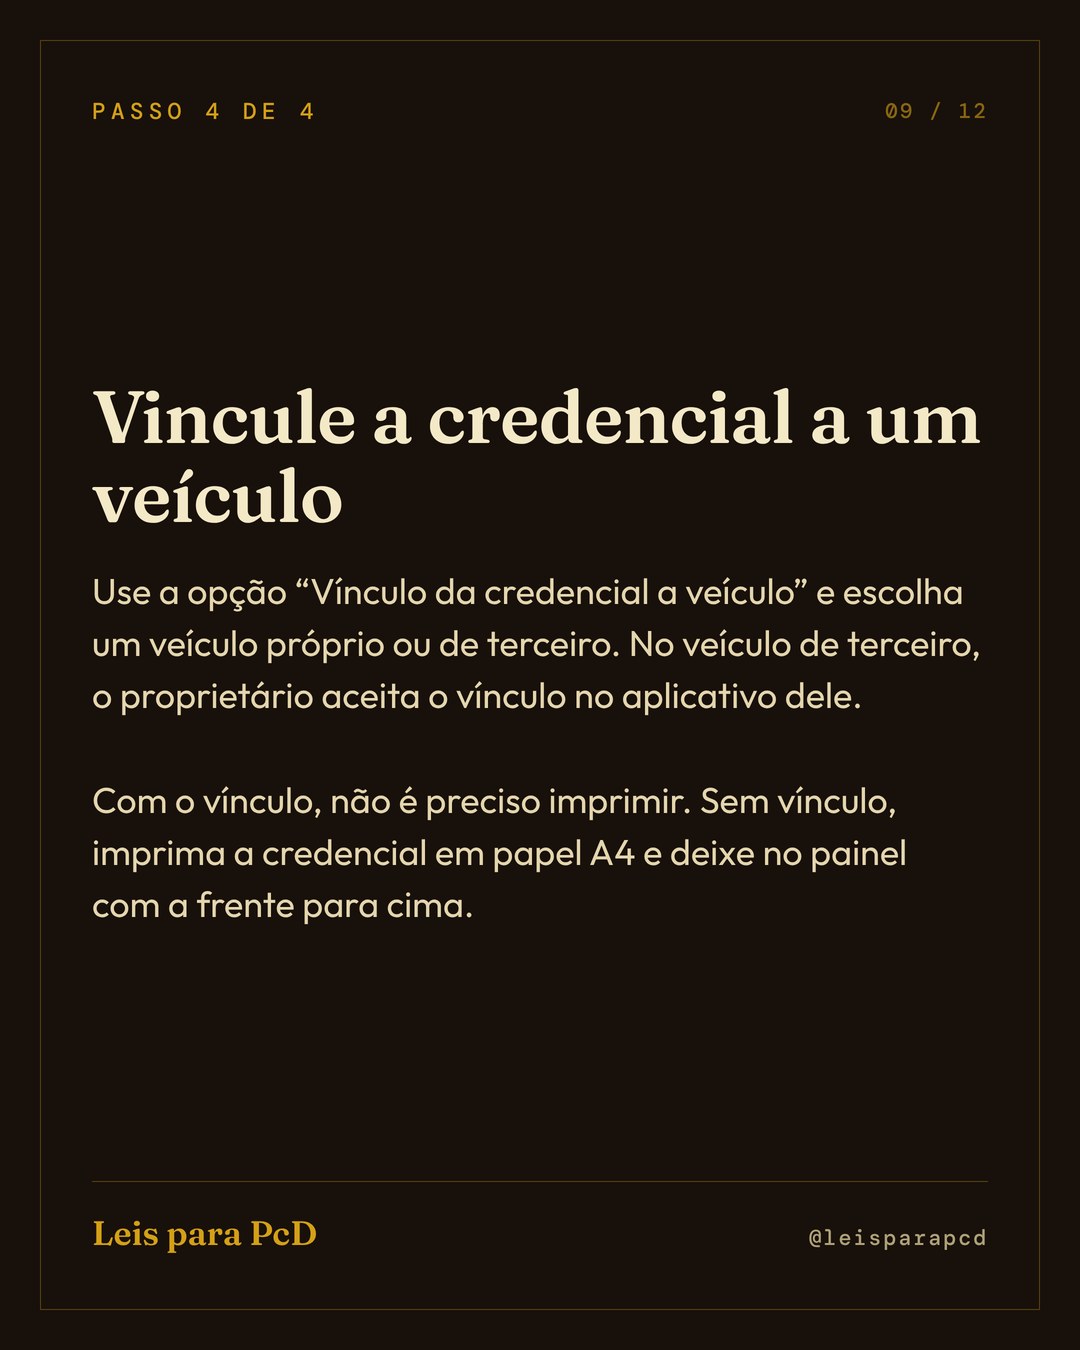 PASSO 4 DE 4
09 / 12
Vincule a credencial a um
veículo
Use a opção “Vínculo da credencial a veículo” e escolha
um veículo próprio ou de terceiro. No veículo de terceiro,
o proprietário aceita o vínculo no aplicativo dele.
Com o vínculo, não é preciso imprimir. Sem vínculo,
imprima a credencial em papel A4 e deixe no painel
com a frente para cima.
Leis para PcD
@leisparapcd